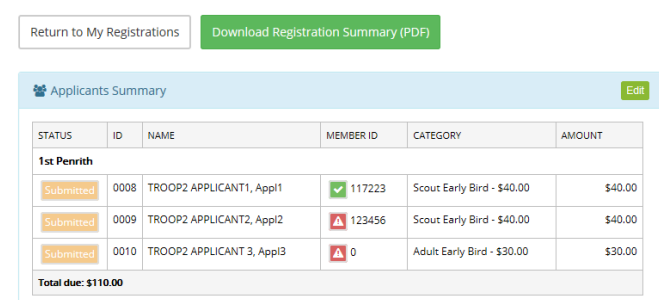 Return to My Registrations Download Registration Summary (PDF)
Applicants Summary Edit
STATUS ID NAME MEMBER ID CATEGORY AMOUNT
1st Penrith
Submitted 0008 TROOP2 APPLICANT1, Appl1 117223 Scout Early Bird - $40.00 $40.00
Submitted 0009 TROOP2 APPLICANT2, Appl2 123456 Scout Early Bird - $40.00 $40.00
Submitted 0010 TROOP2 APPLICANT 3, Appl3 0 Adult Early Bird - $30.00 $30.00
Total due: $110.00